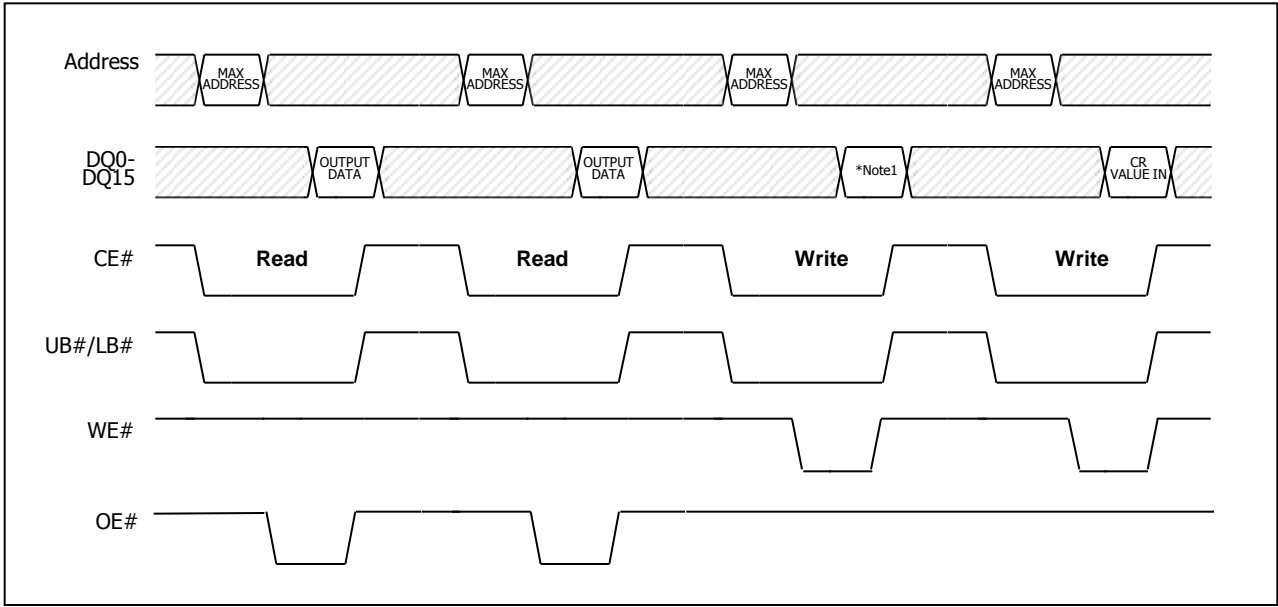 Address
MAX
ADDRESS
MAX
ADDRESS
MAX
ADDRESS
MAX
ADDRESS
DQ0-
DQ15
OUTPUT
DATA
OUTPUT
DATA
*Note1
CR
VALUE IN
CE#
Read
Read
Write
Write
UB#/LB#
WE#
OE#